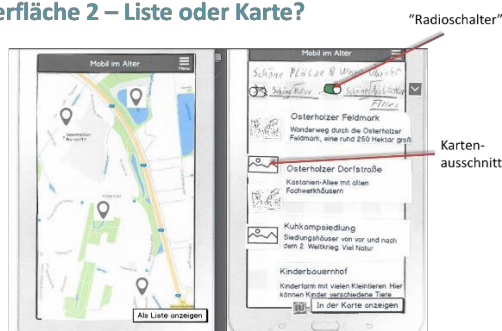 erfläche 2 – Liste oder Karte?
"Radioschalter"
Mobil im Alter
Menu
Als Liste anzeigen
Mobil im Alter
Schöne Plätze & Wege
Schöne Natur
Alles
Osterholzer Feldmark
Wanderweg durch die Osterholzer
Feldmark, eine rund 250 Hektar groß
Karten-
ausschnitt
Osterholzer Dorfstraße
Kastanien-Allee mit alten
Fachwerkhäusern
Kuhkampsiedlung
Siedlungshäuser von vor und nach
dem 2. Weltkrieg. Viel Natur
Kinderbauernhof
Kinderfarm mit vielen Kleintieren. Hier
können Kinder verschiedene Tiere
In der Karte anzeigen